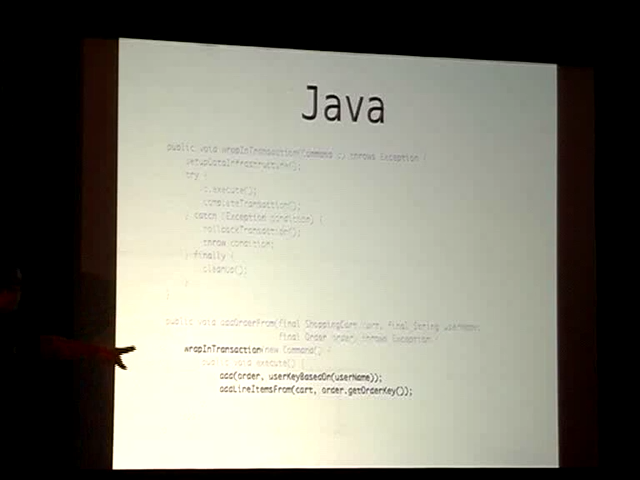 Java
public void wrapInTransaction(Command c) throws Exception {
setupDataInfrastructure();
try {
c.execute();
completeTransaction();
} catch (Exception condition) {
rollbackTransaction();
throw condition;
} finally {
cleanUp();
}
}
public void addOrderFrom(final ShoppingCart cart, final String userName,
final Order order) throws Exception {
wrapInTransaction(new Command() {
public void execute() {
add(order, userKeyBasedOn(userName));
addLineItemsFrom(cart, order.getOrderKey());